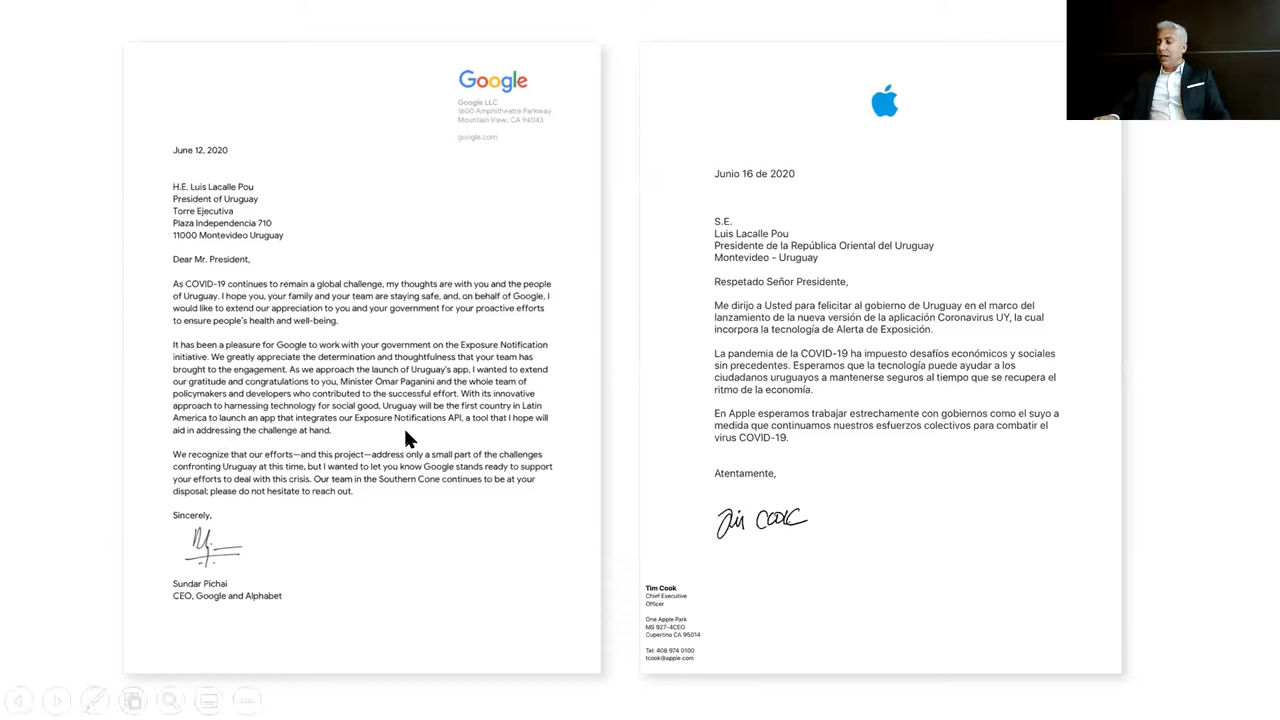 Google
Google LLC
1600 Amphitheatre Parkway
Mountain View, CA 94043
google.com
June 12, 2020
H.E. Luis Lacalle Pou
President of Uruguay
Torre Ejecutiva
Plaza Independencia 710
11000 Montevideo Uruguay
Dear Mr. President,
As COVID-19 continues to remain a global challenge, my thoughts are with you and the people
of Uruguay. I hope you, your family and your team are staying safe, and, on behalf of Google, I
would like to extend our appreciation to you and your government for your proactive efforts
to ensure people's health and well-being.
It has been a pleasure for Google to work with your government on the Exposure Notification
initiative. We greatly appreciate the determination and thoughtfulness that your team has
brought to the engagement. As we approach the launch of Uruguay's app, I wanted to extend
our gratitude and congratulations to you, Minister Omar Paganini and the whole team of
policymakers and developers who contributed to the successful effort. With its innovative
approach to harnessing technology for social good, Uruguay will be the first country in Latin
America to launch an app that integrates our Exposure Notifications API, a tool that I hope will
aid in addressing the challenge at hand.
We recognize that our efforts—and this project—address only a small part of the challenges
confronting Uruguay at this time, but I wanted to let you know Google stands ready to support
your efforts to deal with this crisis. Our team in the Southern Cone continues to be at your
disposal; please do not hesitate to reach out.
Sincerely,
Sundar Pichai
CEO, Google and Alphabet
Junio 16 de 2020
S.E.
Luis Lacalle Pou
Presidente de la República Oriental del Uruguay
Montevideo - Uruguay
Respetado Señor Presidente,
Me dirijo a Usted para felicitar al gobierno de Uruguay en el marco del
lanzamiento de la nueva versión de la aplicación Coronavirus UY, la cual
incorpora la tecnología de Alerta de Exposición.
La pandemia de la COVID-19 ha impuesto desafíos económicos y sociales
sin precedentes. Esperamos que la tecnología puede ayudar a los
ciudadanos uruguayos a mantenerse seguros al tiempo que se recupera el
ritmo de la economía.
En Apple esperamos trabajar estrechamente con gobiernos como el suyo a
medida que continuamos nuestros esfuerzos colectivos para combatir el
virus COVID-19.
Atentamente,
Tim Cook
Tim Cook
Chief Executive
Officer
One Apple Park
MS 927-4CEO
Cupertino CA 95014
Tel: 408 974 0100
tcook@apple.com